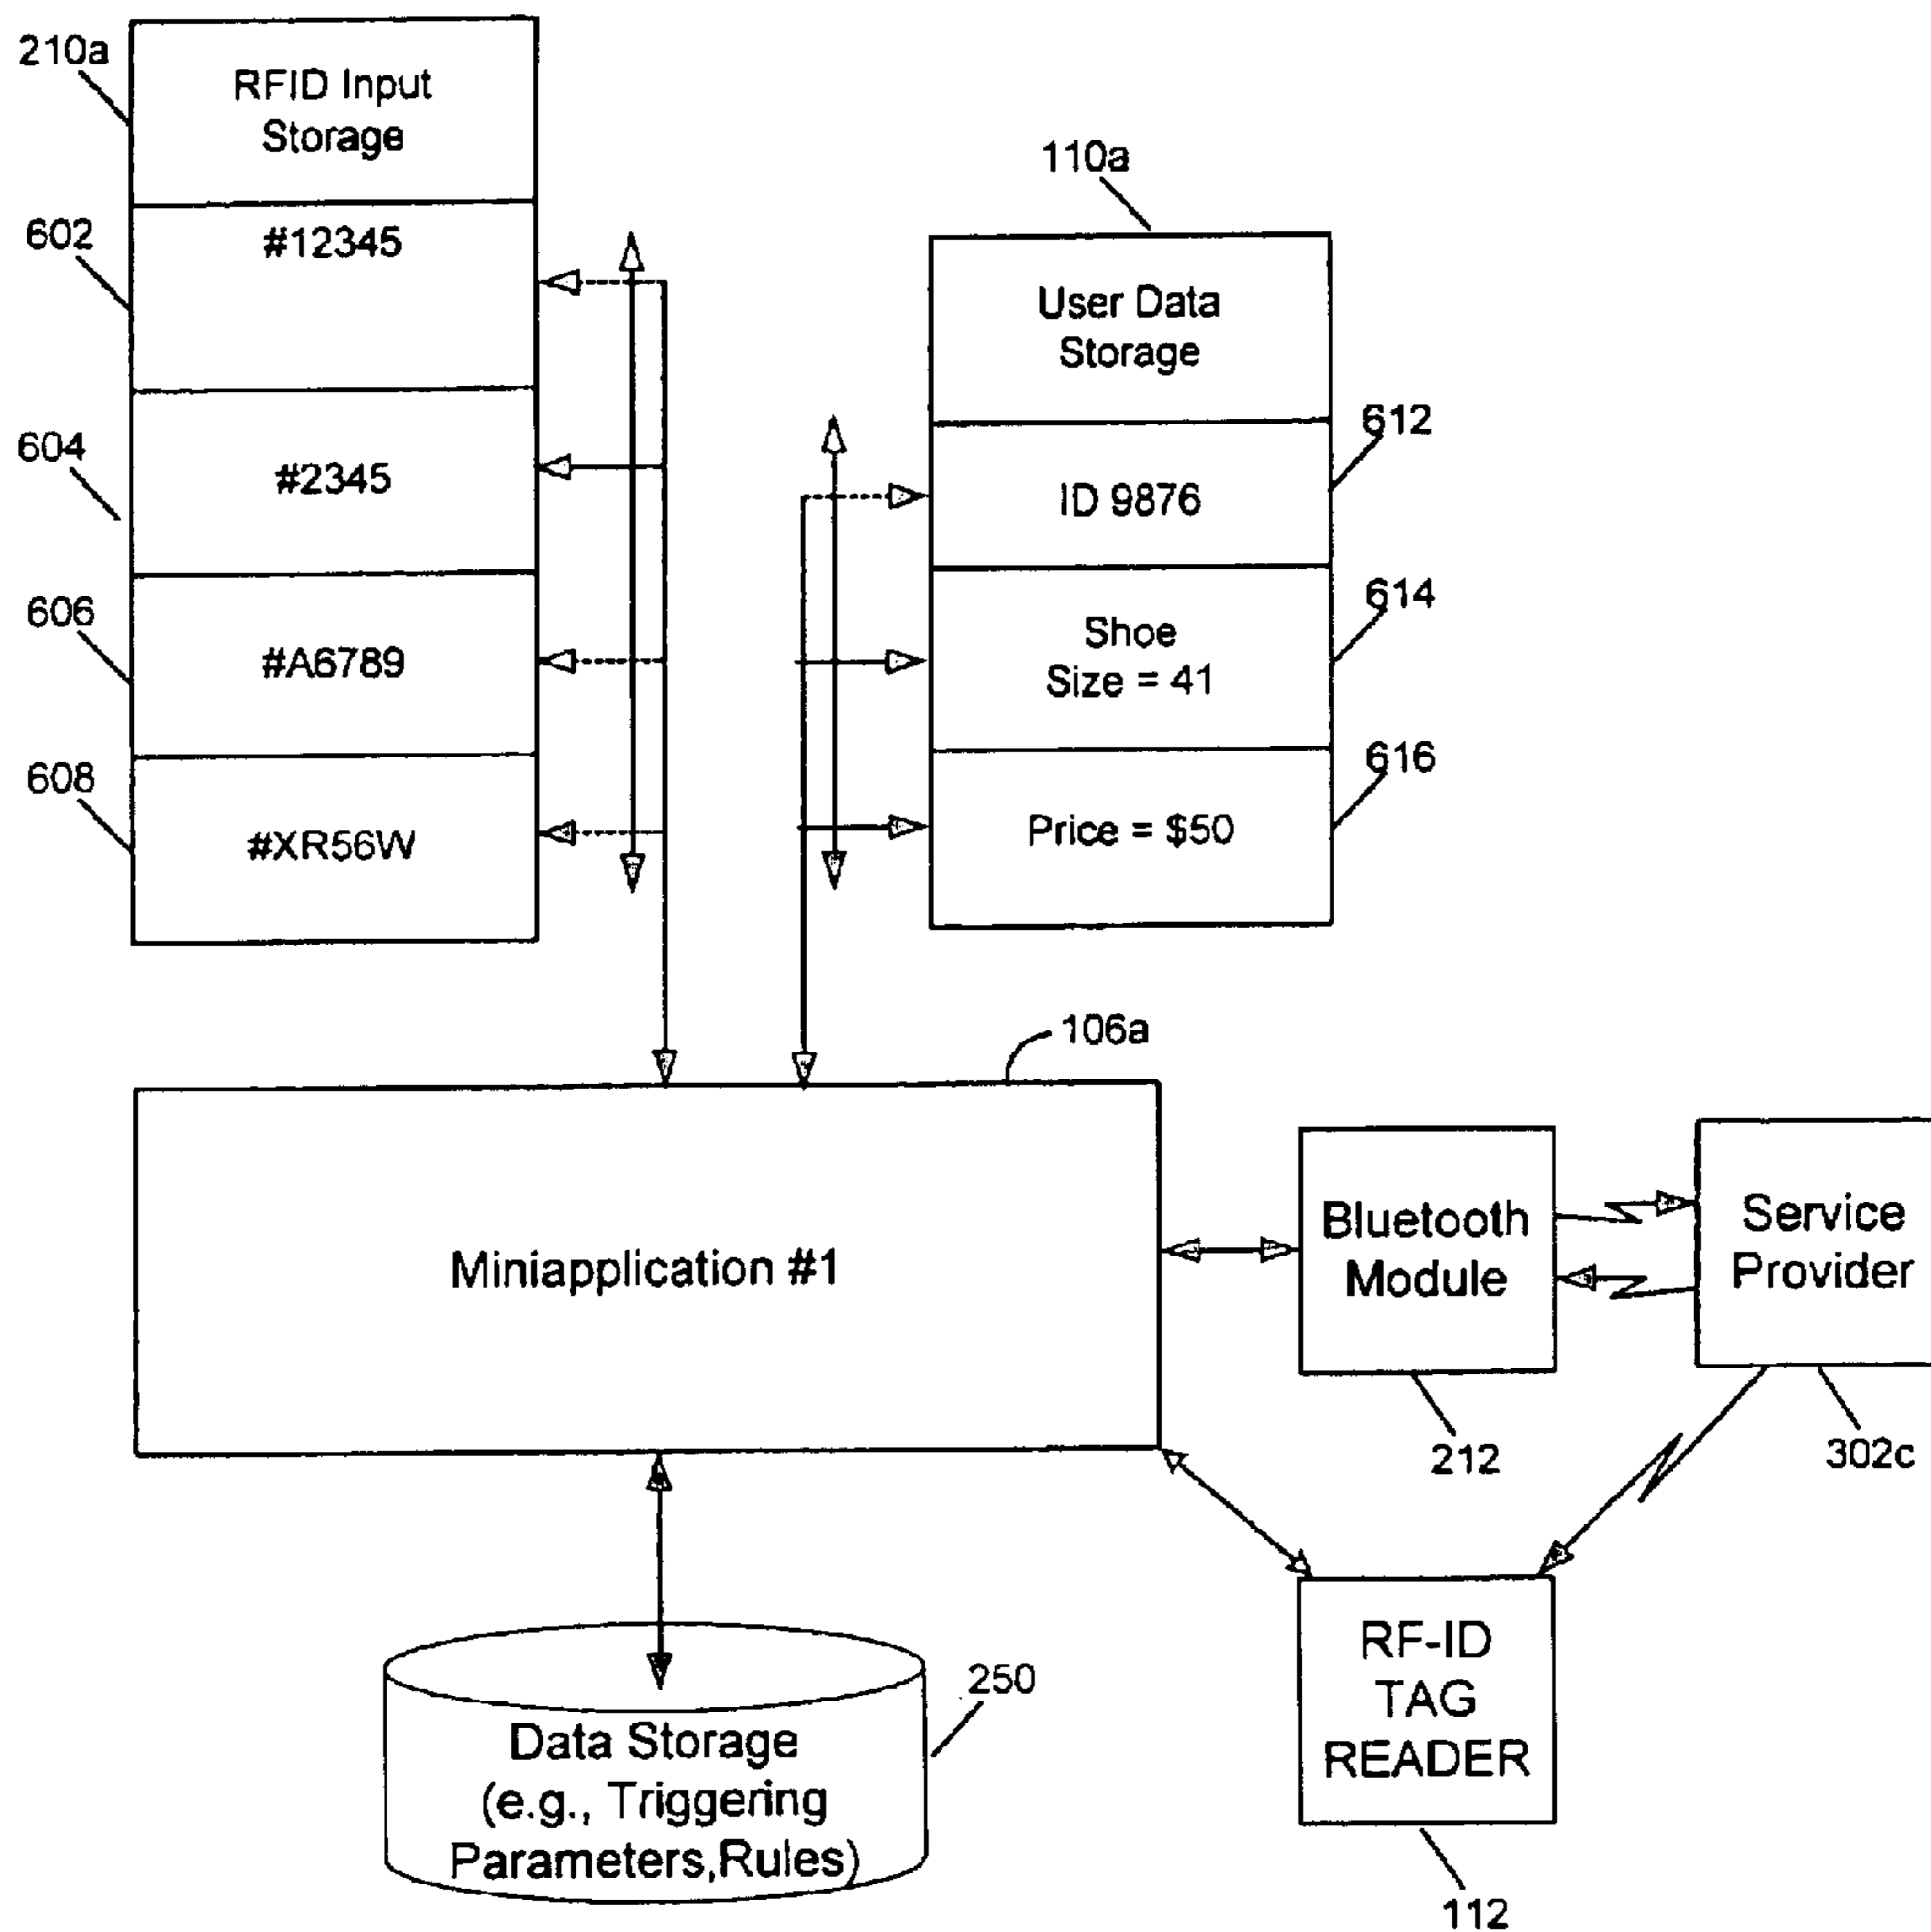 210a
RFID Input
Storage
602
#12345
604
#2345
606
#A6789
608
#XR56W
110a
User Data
Storage
612
ID 9876
614
Shoe
Size = 41
616
Price = $50
106a
Miniapplication #1
Bluetooth
Module
212
Service
Provider
302c
RF-ID
TAG
READER
112
250
Data Storage
(e.g., Triggering
Parameters,Rules)